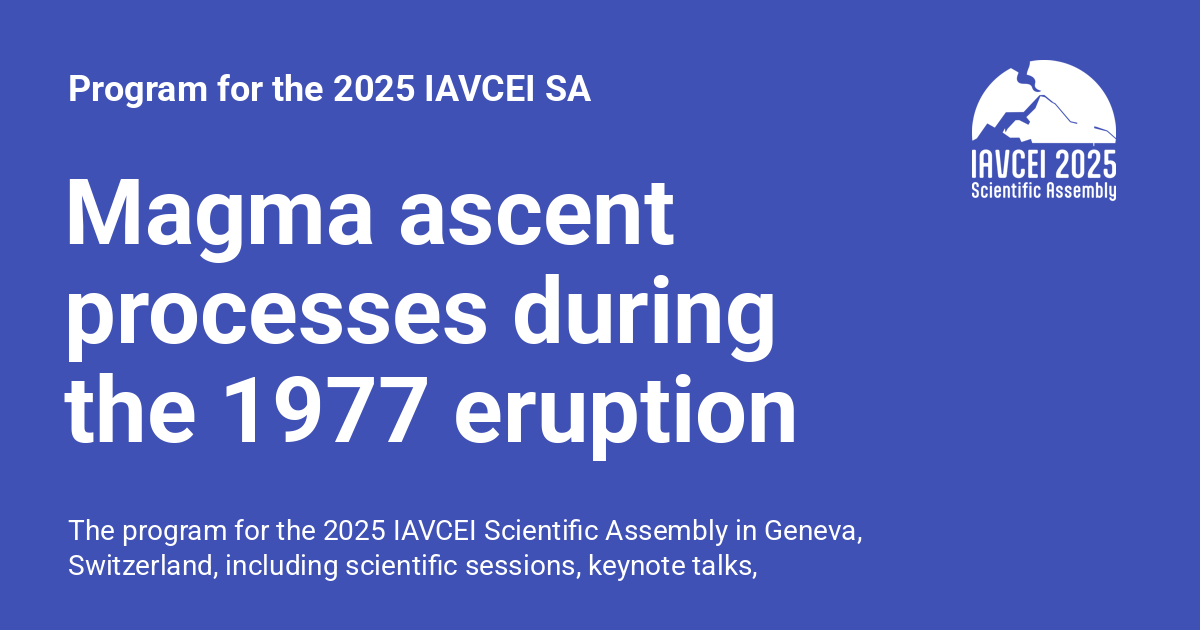 Program for the 2025 IAVCEI SA
IAVCEI 2025
Scientific Assembly
Magma ascent
processes during
the 1977 eruption
The program for the 2025 IAVCEI Scientific Assembly in Geneva,
Switzerland, including scientific sessions, keynote talks,